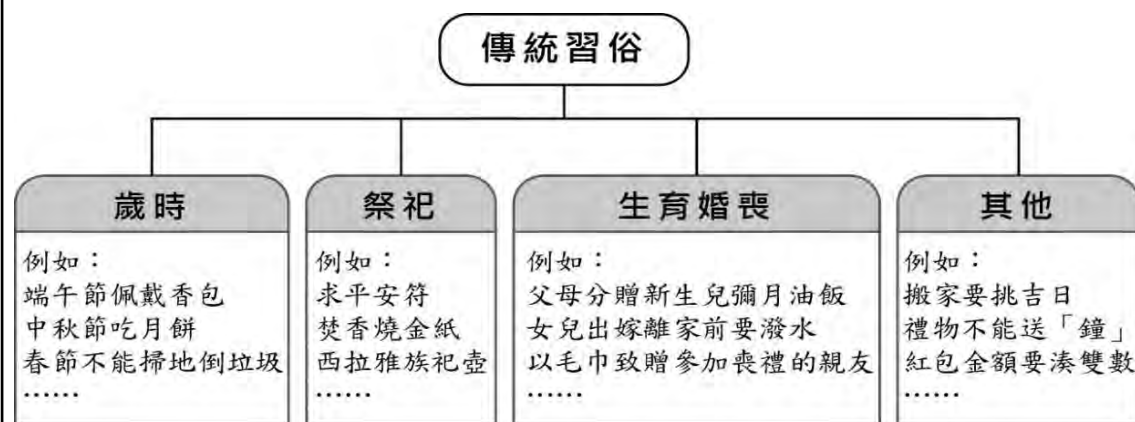 傳統習俗
歲時
例如：
端午節佩戴香包
中秋節吃月餅
春節不能掃地倒垃圾
……
祭祀
例如：
求平安符
焚香燒金紙
西拉雅族祀壺
……
生育婚喪
例如：
父母分贈新生兒彌月油飯
女兒出嫁離家前要潑水
以毛巾致贈參加喪禮的親友
……
其他
例如：
搬家要挑吉日
禮物不能送「鐘」
紅包金額要湊雙數
……